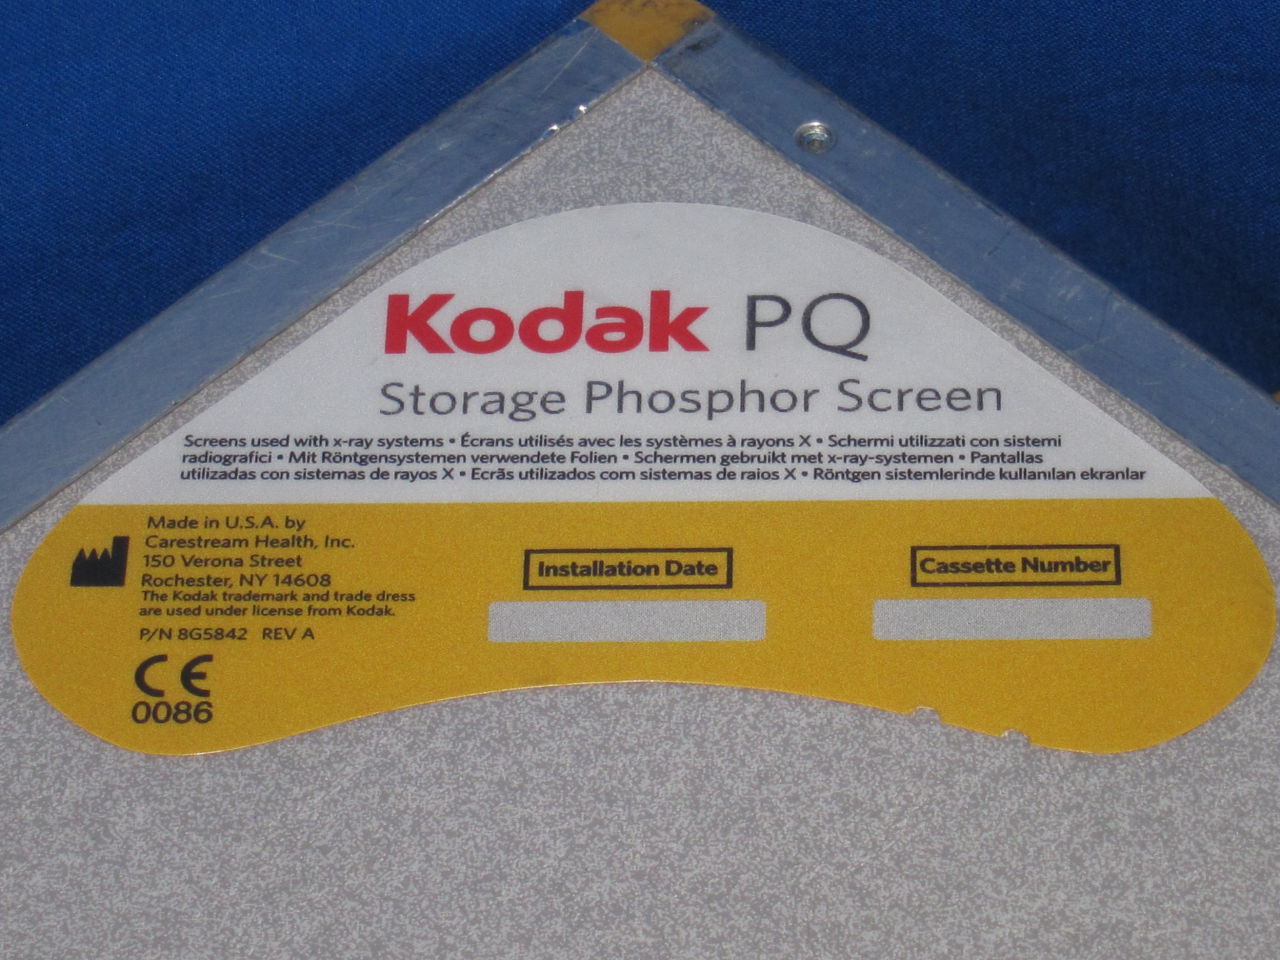 Kodak PQ
Storage Phosphor Screen
Screens used with x-ray systems • Écrans utilisés avec les systèmes à rayons X • Schermi utilizzati con sistemi
radiografici • Mit Röntgensystemen verwendete Folien • Schermen gebruikt met x-ray-systemen • Pantallas
utilizadas con sistemas de rayos X • Ecrãs utilizados com sistemas de raios X • Röntgen sistemlerinde kullanılan ekranlar
Made in U.S.A. by
Carestream Health, Inc.
150 Verona Street
Rochester, NY 14608
The Kodak trademark and trade dress
are used under license from Kodak.
P/N 8G5842 REV A
CE
0086
Installation Date
Cassette Number